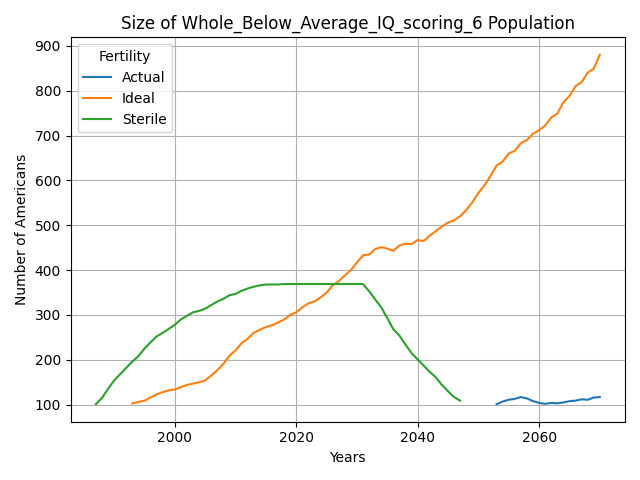 Size of Whole_Below_Average_IQ_scoring_6 Population
Fertility
Actual
Ideal
Sterile
Number of Americans
900
800
700
600
500
400
300
200
100
2000
2020
2040
2060
Years